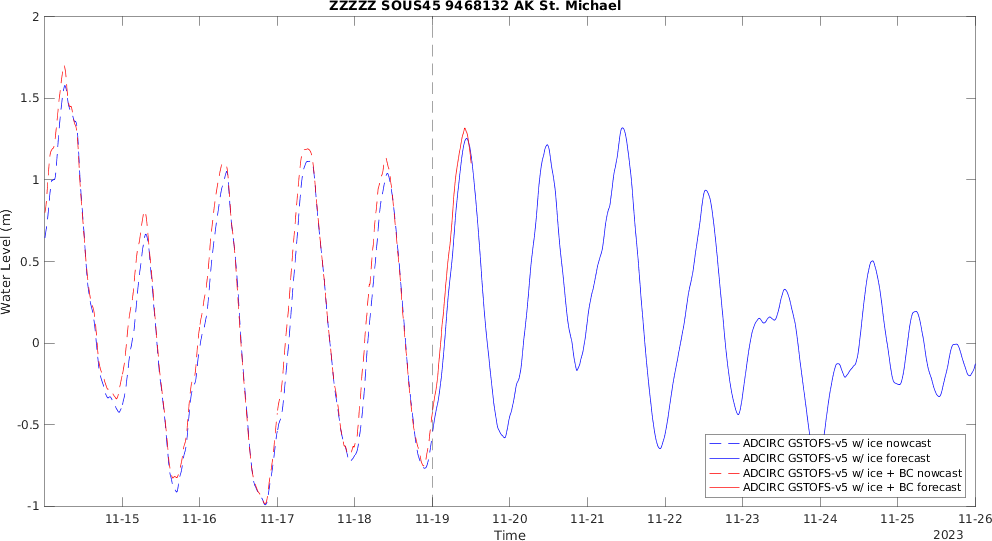 ZZZZZ SOUS45 9468132 AK St. Michael
2
1.5
1
0.5
0
-0.5
-1
Water Level (m)
ADCIRC GSTOFS-v5 w/ ice nowcast
ADCIRC GSTOFS-v5 w/ ice forecast
ADCIRC GSTOFS-v5 w/ ice + BC nowcast
ADCIRC GSTOFS-v5 w/ ice + BC forecast
11-15 11-16 11-17 11-18 11-19 11-20 11-21 11-22 11-23 11-24 11-25 11-26
Time
2023